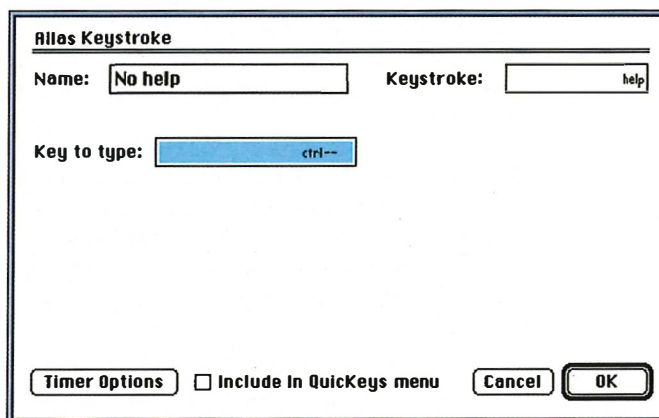 Alias Keystroke
Name: No help Keystroke: help
Key to type: ctrl--
Timer Options Include in QuicKeys menu Cancel OK